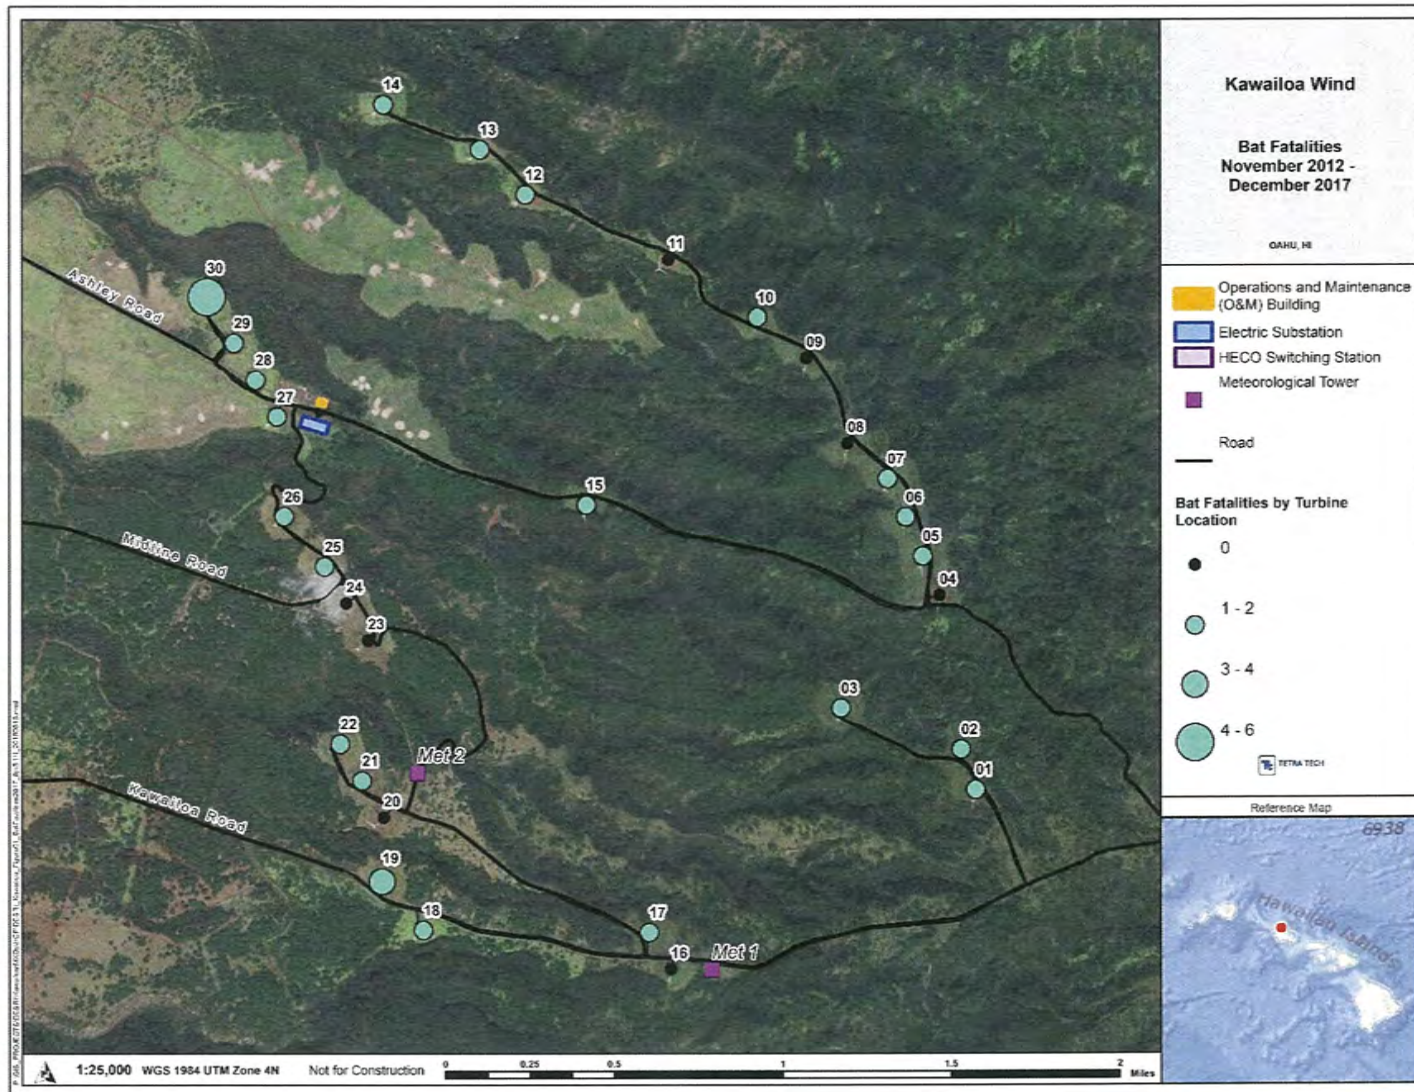 14
13
12
11
30
10
29
09
28
27
08
07
15
06
26
05
25
04
24
23
03
02
22
Met 2
21
01
20
19
17
18
16
Met 1
Ashley Road
Midline Road
Kawailoa Road
1:25,000 WGS 1984 UTM Zone 4N Not for Construction
0 0.25 0.5 1 1.5 2
Miles
Kawailoa Wind
Bat Fatalities
November 2012 -
December 2017
OAHU, HI
Operations and Maintenance
(O&M) Building
Electric Substation
HECO Switching Station
Meteorological Tower
Road
Bat Fatalities by Turbine
Location
0
1 - 2
3 - 4
4 - 6
TETRA TECH
Reference Map
6938
Hawaiian Islands